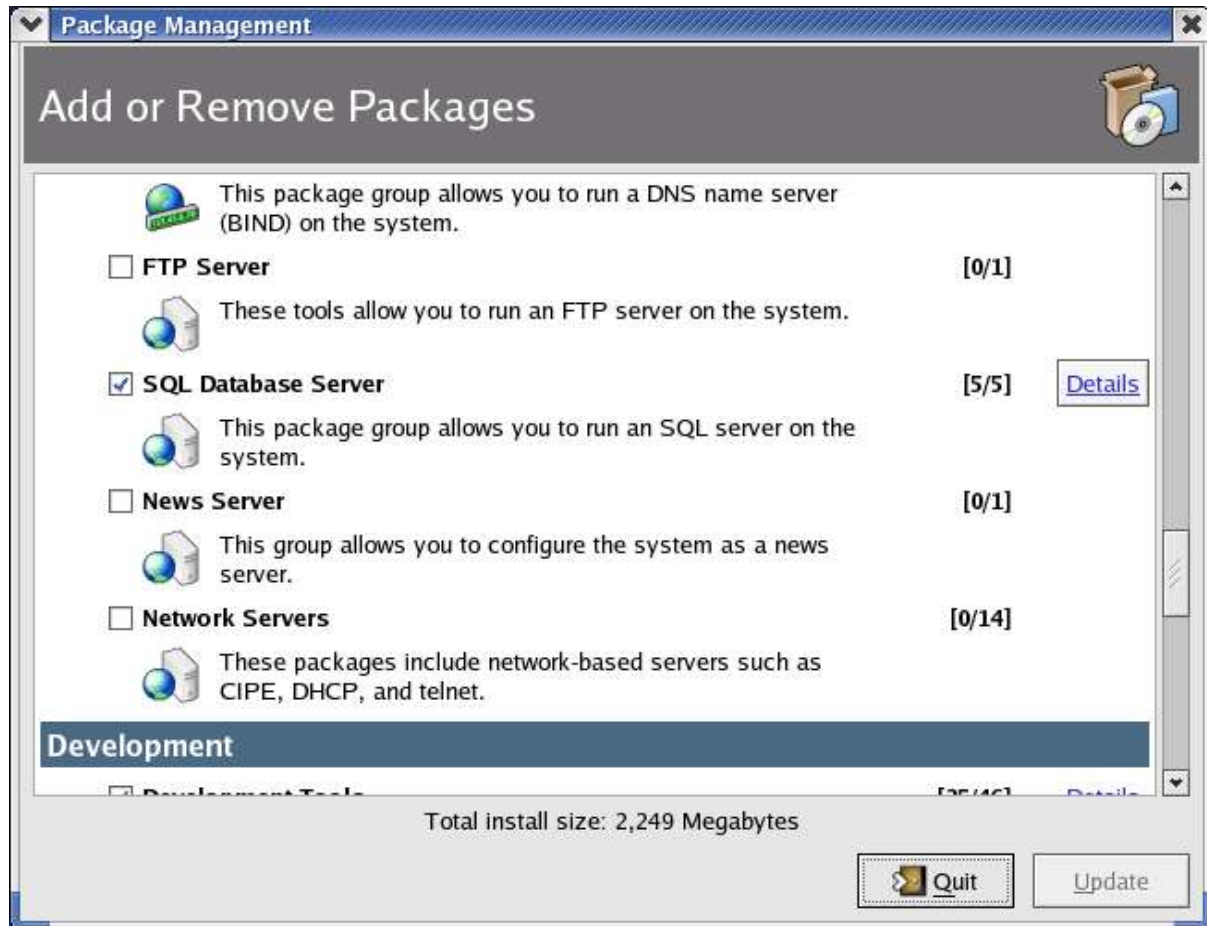 Package Management
Add or Remove Packages
This package group allows you to run a DNS name server
(BIND) on the system.
FTP Server [0/1]
These tools allow you to run an FTP server on the system.
SQL Database Server [5/5] Details
This package group allows you to run an SQL server on the
system.
News Server [0/1]
This group allows you to configure the system as a news
server.
Network Servers [0/14]
These packages include network-based servers such as
CIPE, DHCP, and telnet.
Development
Development Tools Details
Total install size: 2,249 Megabytes
Quit Update